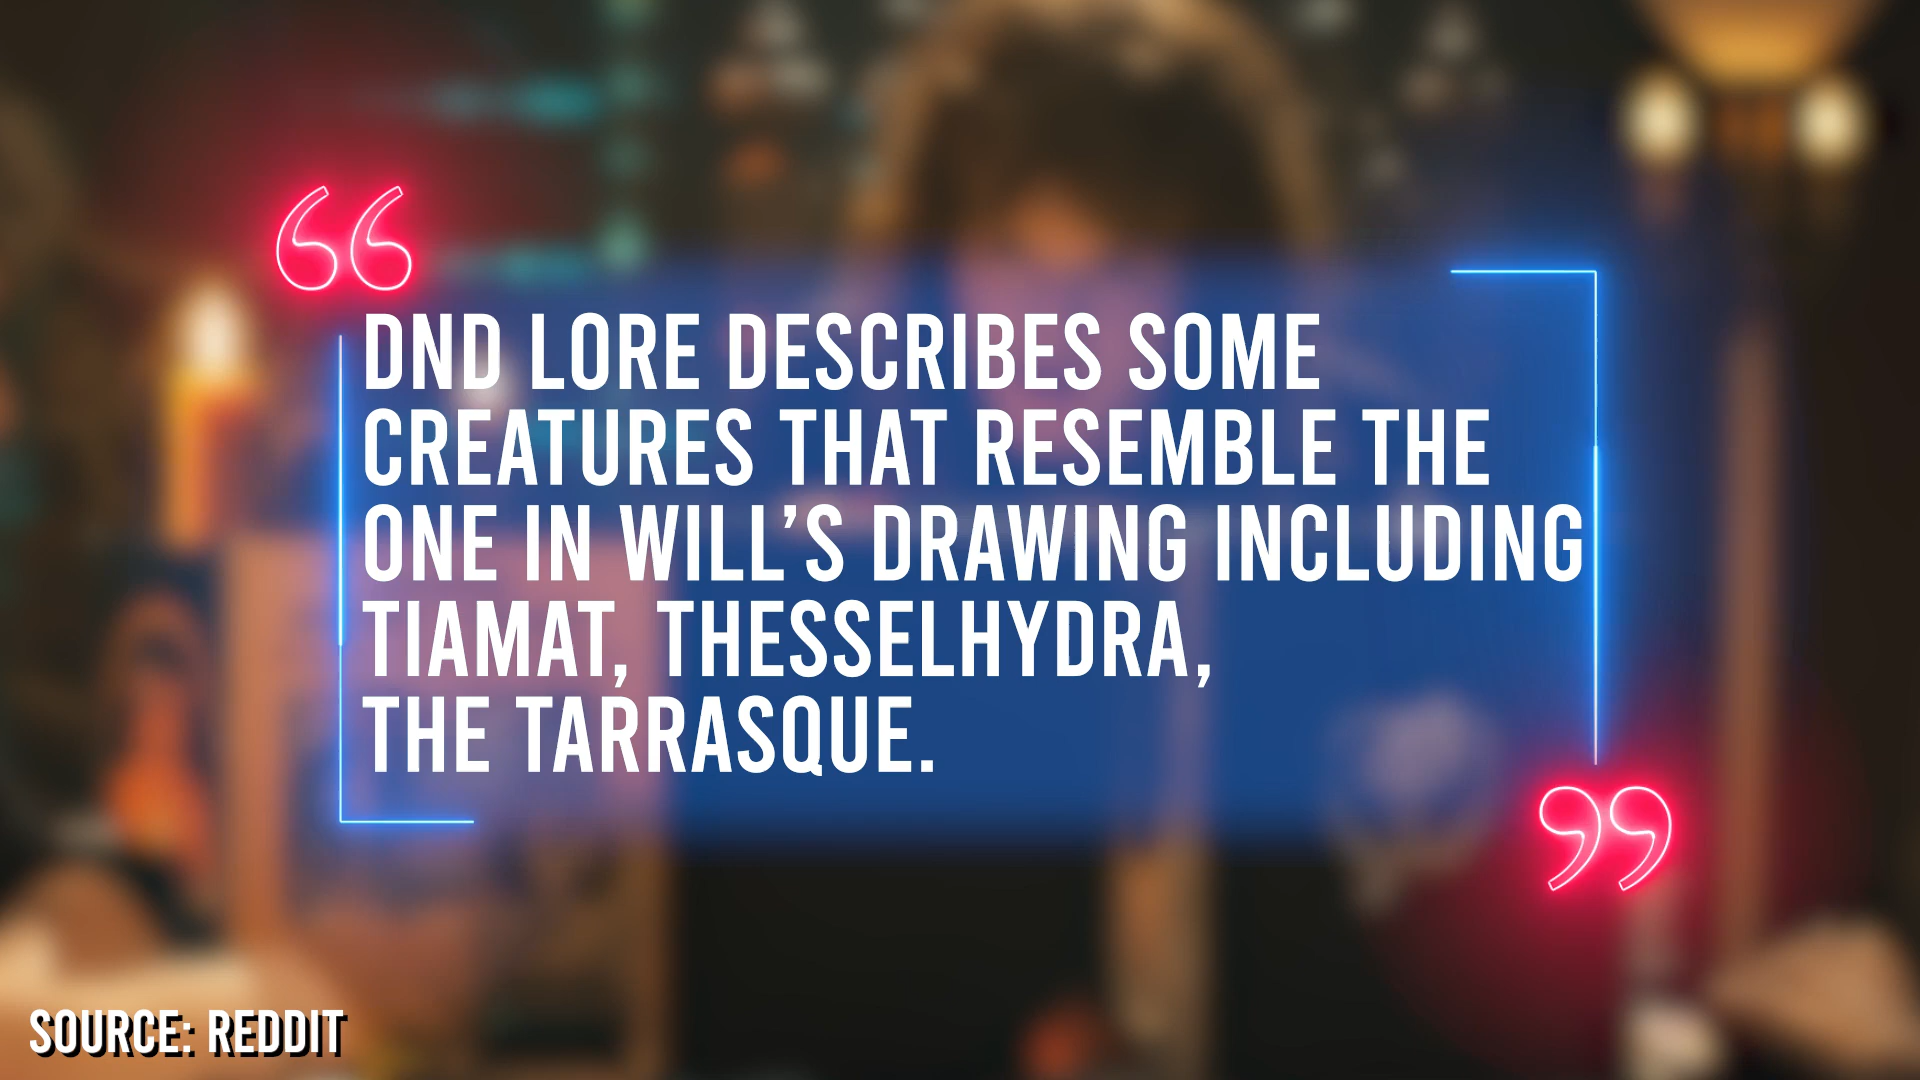 “
DND LORE DESCRIBES SOME
CREATURES THAT RESEMBLE THE
ONE IN WILL’S DRAWING INCLUDING
TIAMAT, THESSELHYDRA,
THE TARRASQUE.
”
SOURCE: REDDIT